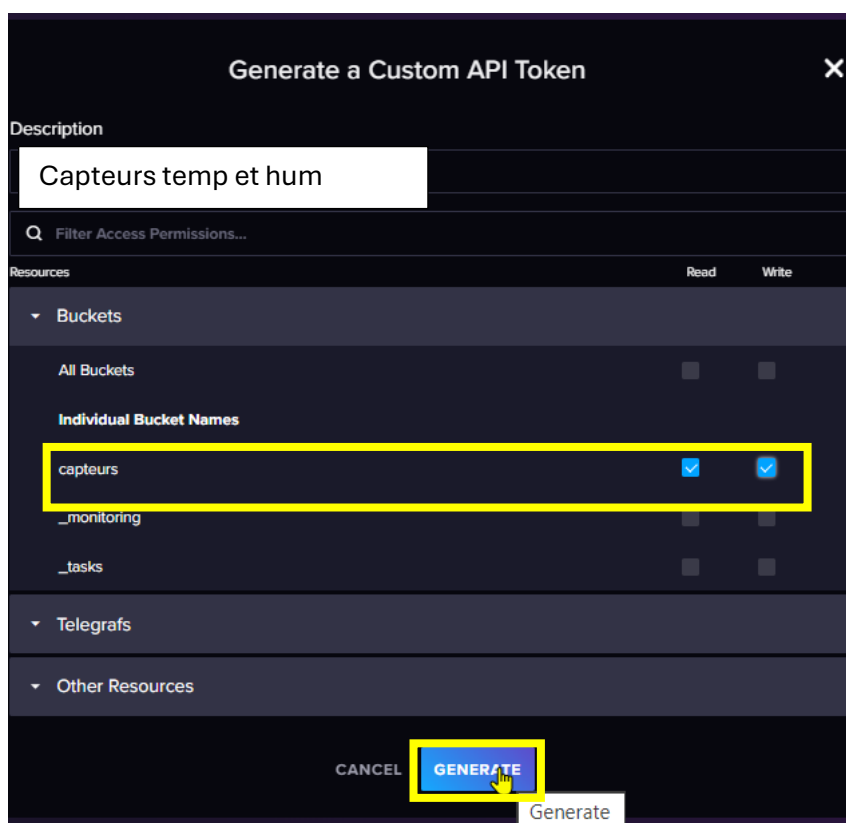 Generate a Custom API Token
Description
Capteurs temp et hum
Filter Access Permissions...
Resources Read Write
Buckets
All Buckets
Individual Bucket Names
capteurs
_monitoring
_tasks
Telegrafs
Other Resources
CANCEL GENERATE
Generate